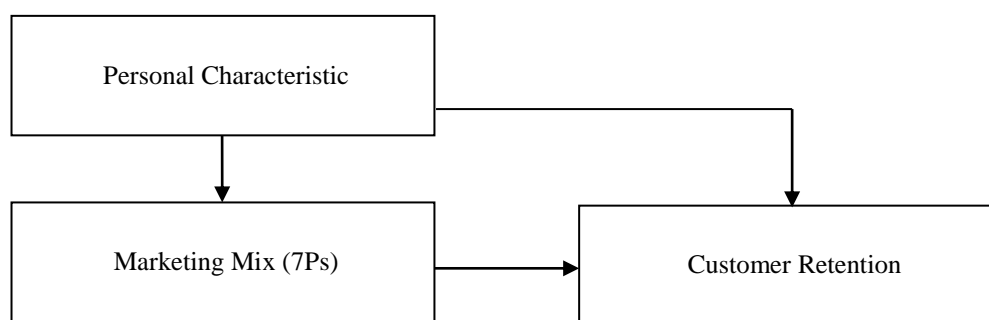 Personal Characteristic
Marketing Mix (7Ps)
Customer Retention